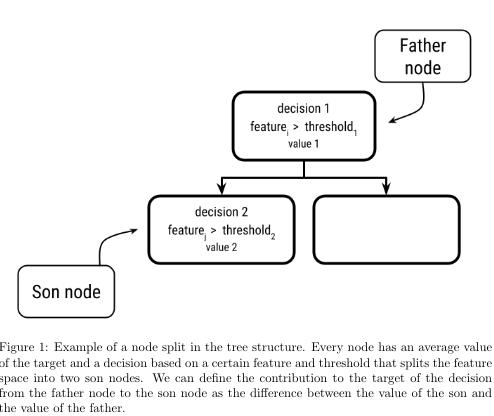 Father
node
decision 1
featureᵢ > threshold₁
value 1
decision 2
featureⱼ > threshold₂
value 2
Son node
Figure 1: Example of a node split in the tree structure. Every node has an average value
of the target and a decision based on a certain feature and threshold that splits the feature
space into two son nodes. We can define the contribution to the target of the decision
from the father node to the son node as the difference between the value of the son and
the value of the father.